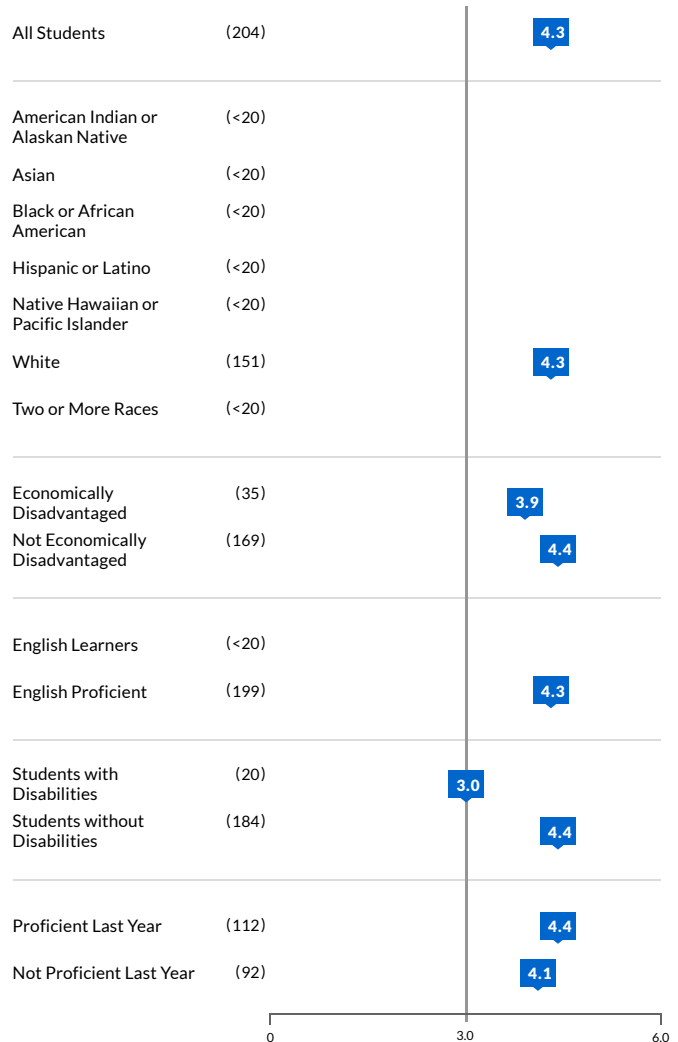 All Students (204) 4.3
American Indian or (<20)
Alaskan Native
Asian (<20)
Black or African (<20)
American
Hispanic or Latino (<20)
Native Hawaiian or (<20)
Pacific Islander
White (151) 4.3
Two or More Races (<20)
Economically (35) 3.9
Disadvantaged
Not Economically (169) 4.4
Disadvantaged
English Learners (<20)
English Proficient (199) 4.3
Students with (20) 3.0
Disabilities
Students without (184) 4.4
Disabilities
Proficient Last Year (112) 4.4
Not Proficient Last Year (92) 4.1
0 3.0 6.0